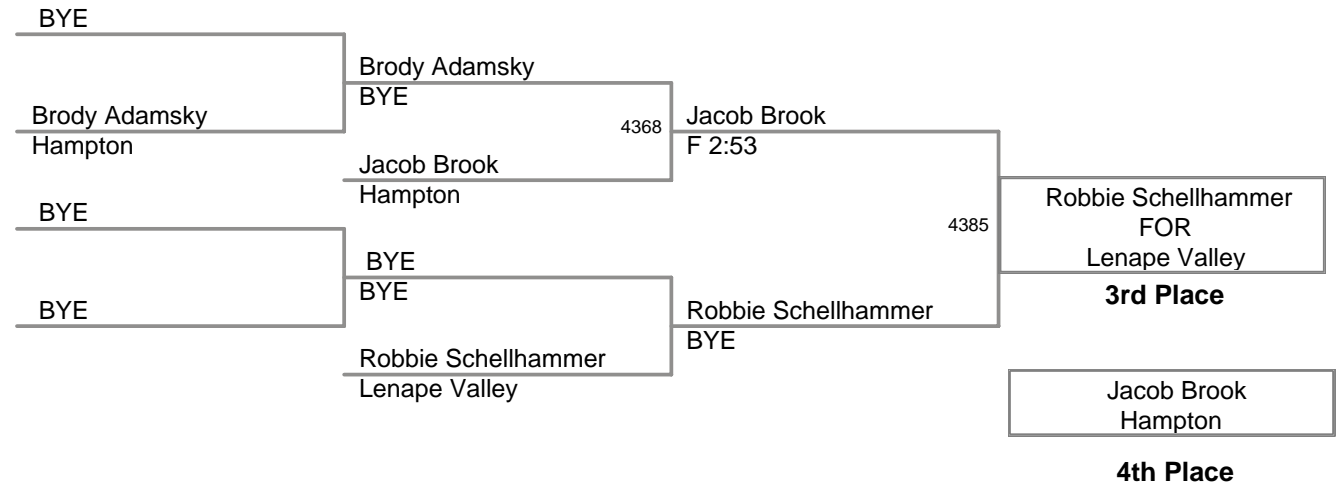 BYE
Brody Adamsky
BYE
Brody Adamsky
Hampton
4368
Jacob Brook
F 2:53
Jacob Brook
Hampton
BYE
4385
Robbie Schellhammer
FOR
Lenape Valley
3rd Place
BYE
BYE
BYE
Robbie Schellhammer
BYE
Robbie Schellhammer
Lenape Valley
Jacob Brook
Hampton
4th Place